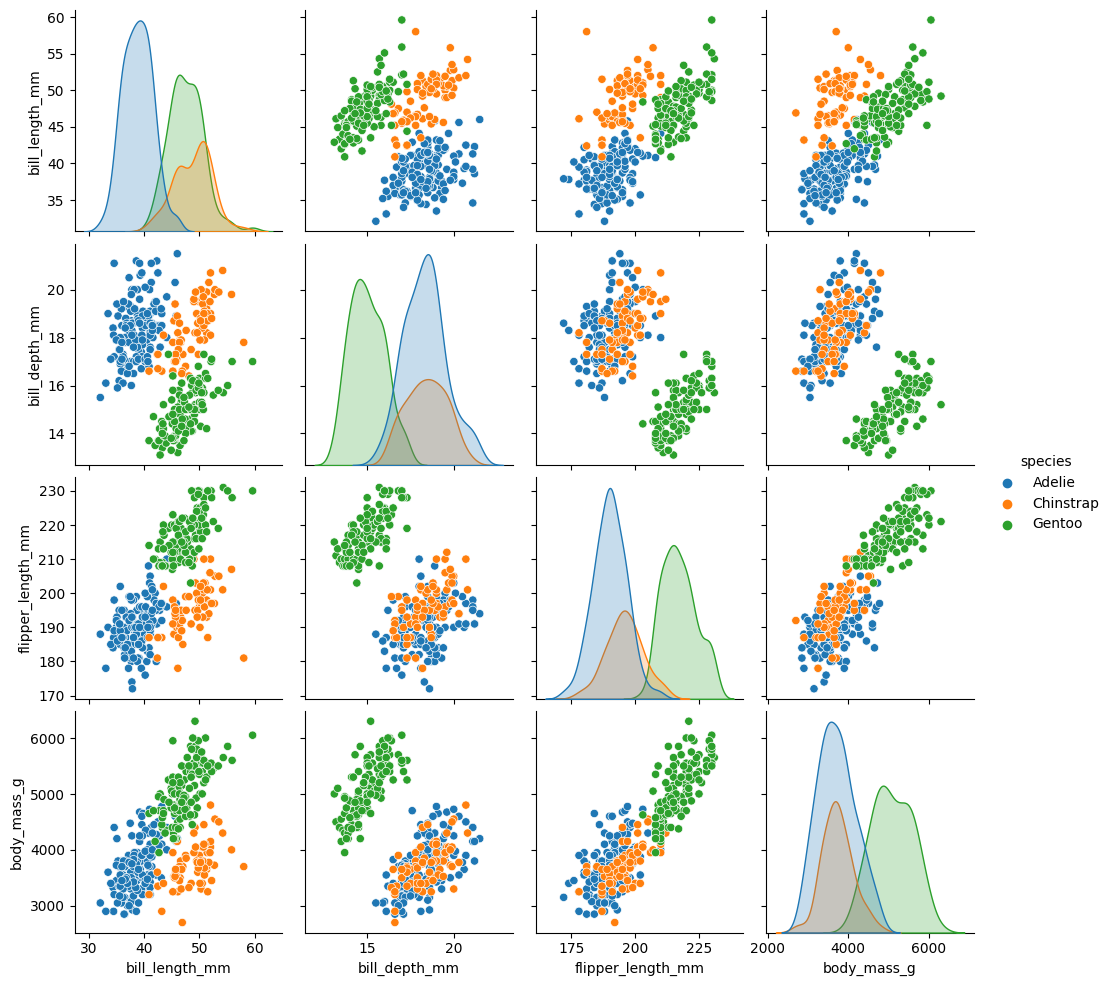 60
55
50
45
40
35
bill_length_mm
20
18
16
14
bill_depth_mm
species
Adelie
Chinstrap
Gentoo
230
220
210
200
190
180
170
flipper_length_mm
6000
5000
4000
3000
body_mass_g
30 40 50 60
15 20
175 200 225
2000 4000 6000
bill_length_mm bill_depth_mm flipper_length_mm body_mass_g